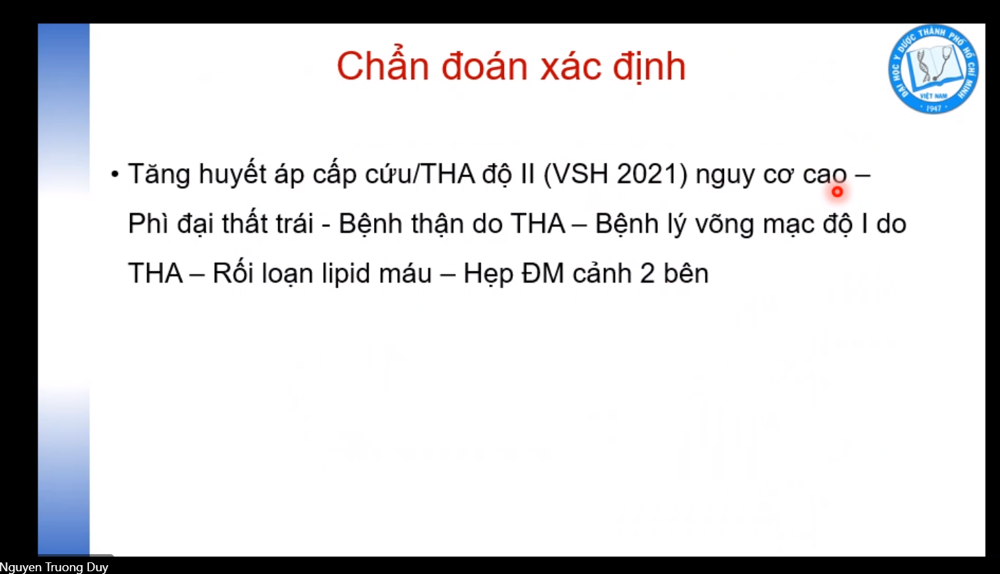 Chẩn đoán xác định
ĐẠI HỌC Y DƯỢC THÀNH PHỐ HỒ CHÍ MINH
VIỆT NAM
1947
• Tăng huyết áp cấp cứu/THA độ II (VSH 2021) nguy cơ cao –
Phì đại thất trái - Bệnh thận do THA – Bệnh lý võng mạc độ I do
THA – Rối loạn lipid máu – Hẹp ĐM cảnh 2 bên
Nguyen Truong Duy